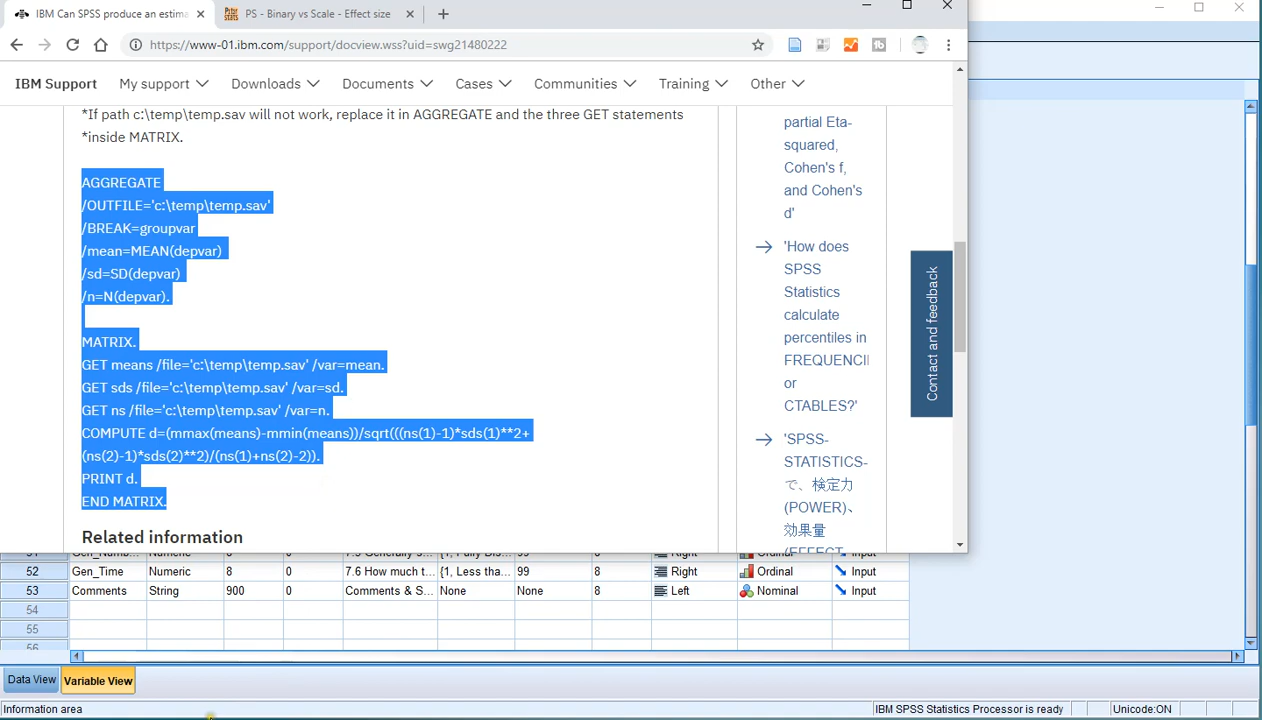 IBM Can SPSS produce an estima
PS - Binary vs Scale - Effect size
https://www-01.ibm.com/support/docview.wss?uid=swg21480222
IBM Support
My support
Downloads
Documents
Cases
Communities
Training
Other
*If path c:\temp\temp.sav will not work, replace it in AGGREGATE and the three GET statements
*inside MATRIX.
AGGREGATE
/OUTFILE='c:\temp\temp.sav'
/BREAK=groupvar
/mean=MEAN(depvar)
/sd=SD(depvar)
/n=N(depvar).
MATRIX.
GET means /file='c:\temp\temp.sav' /var=mean.
GET sds /file='c:\temp\temp.sav' /var=sd.
GET ns /file='c:\temp\temp.sav' /var=n.
COMPUTE d=(mmax(means)-mmin(means))/sqrt(((ns(1)-1)*sds(1)**2+
(ns(2)-1)*sds(2)**2)/(ns(1)+ns(2)-2)).
PRINT d.
END MATRIX.
Related information
partial Eta-
squared,
Cohen's f,
and Cohen's
d'
'How does
SPSS
Statistics
calculate
percentiles in
FREQUENCI
or
CTABLES?'
'SPSS-
STATISTICS-
で、検定力
(POWER)、
効果量
(EFFECT
Contact and feedback
52 Gen_Time Numeric 8 0 7.6 How much t... {1, Less tha... 99 8 Right Ordinal Input
53 Comments String 900 0 Comments & S... None None 8 Left Nominal Input
54
55
56
Data View
Variable View
Information area
IBM SPSS Statistics Processor is ready
Unicode:ON